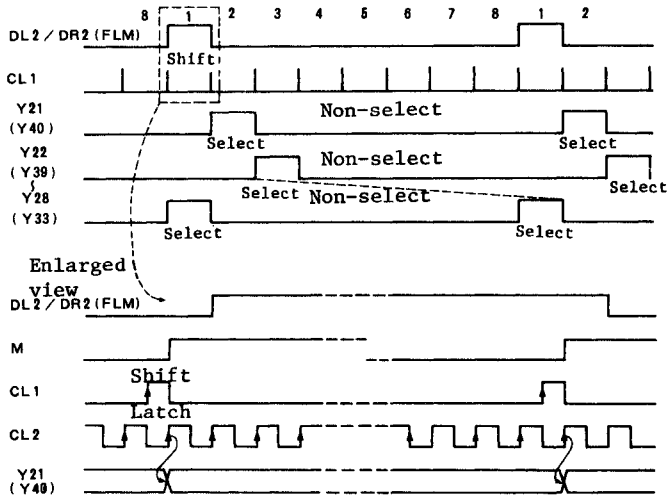 8 1 2 3 4 5 6 7 8 1 2
DL2/DR2(FLM)
Shift
CL1
Y21
(Y40)
Non-select
Select
Select
Y22
(Y39)
Non-select
Select
Select
Y28
(Y33)
Non-select
Select
Select
Enlarged
view
DL2/DR2(FLM)
M
CL1
Shift
Latch
CL2
Y21
(Y40)